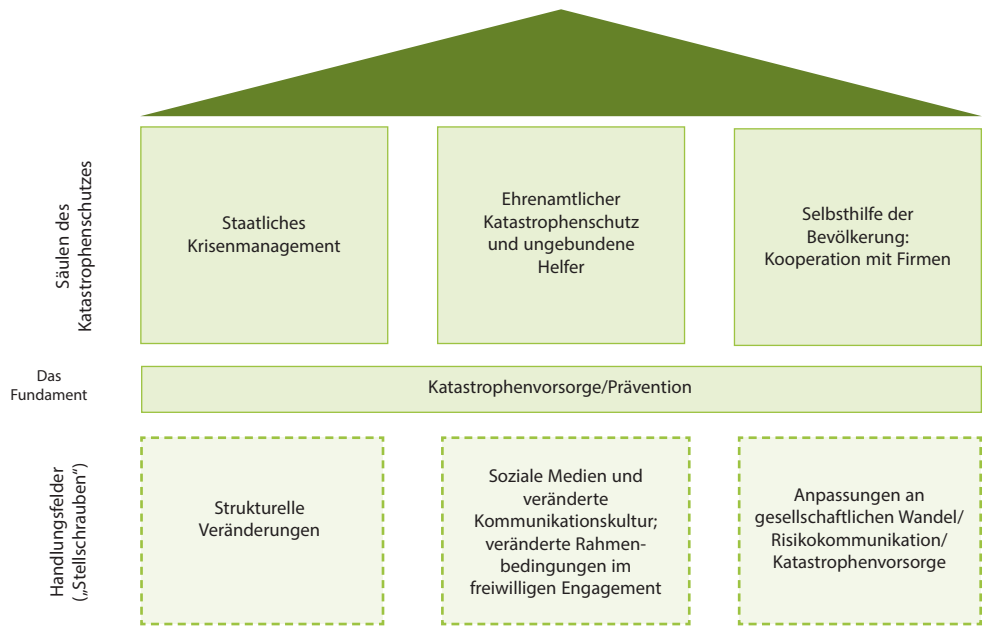 Säulen des
Katastrophenschutzes
Staatliches
Krisenmanagement
Ehrenamtlicher
Katastrophenschutz
und ungebundene
Helfer
Selbsthilfe der
Bevölkerung:
Kooperation mit Firmen
Das
Fundament
Katastrophenvorsorge/Prävention
Handlungsfelder
(„Stellschrauben“)
Strukturelle
Veränderungen
Soziale Medien und
veränderte
Kommunikationskultur;
veränderte Rahmen-
bedingungen im
freiwilligen Engagement
Anpassungen an
gesellschaftlichen Wandel/
Risikokommunikation/
Katastrophenvorsorge